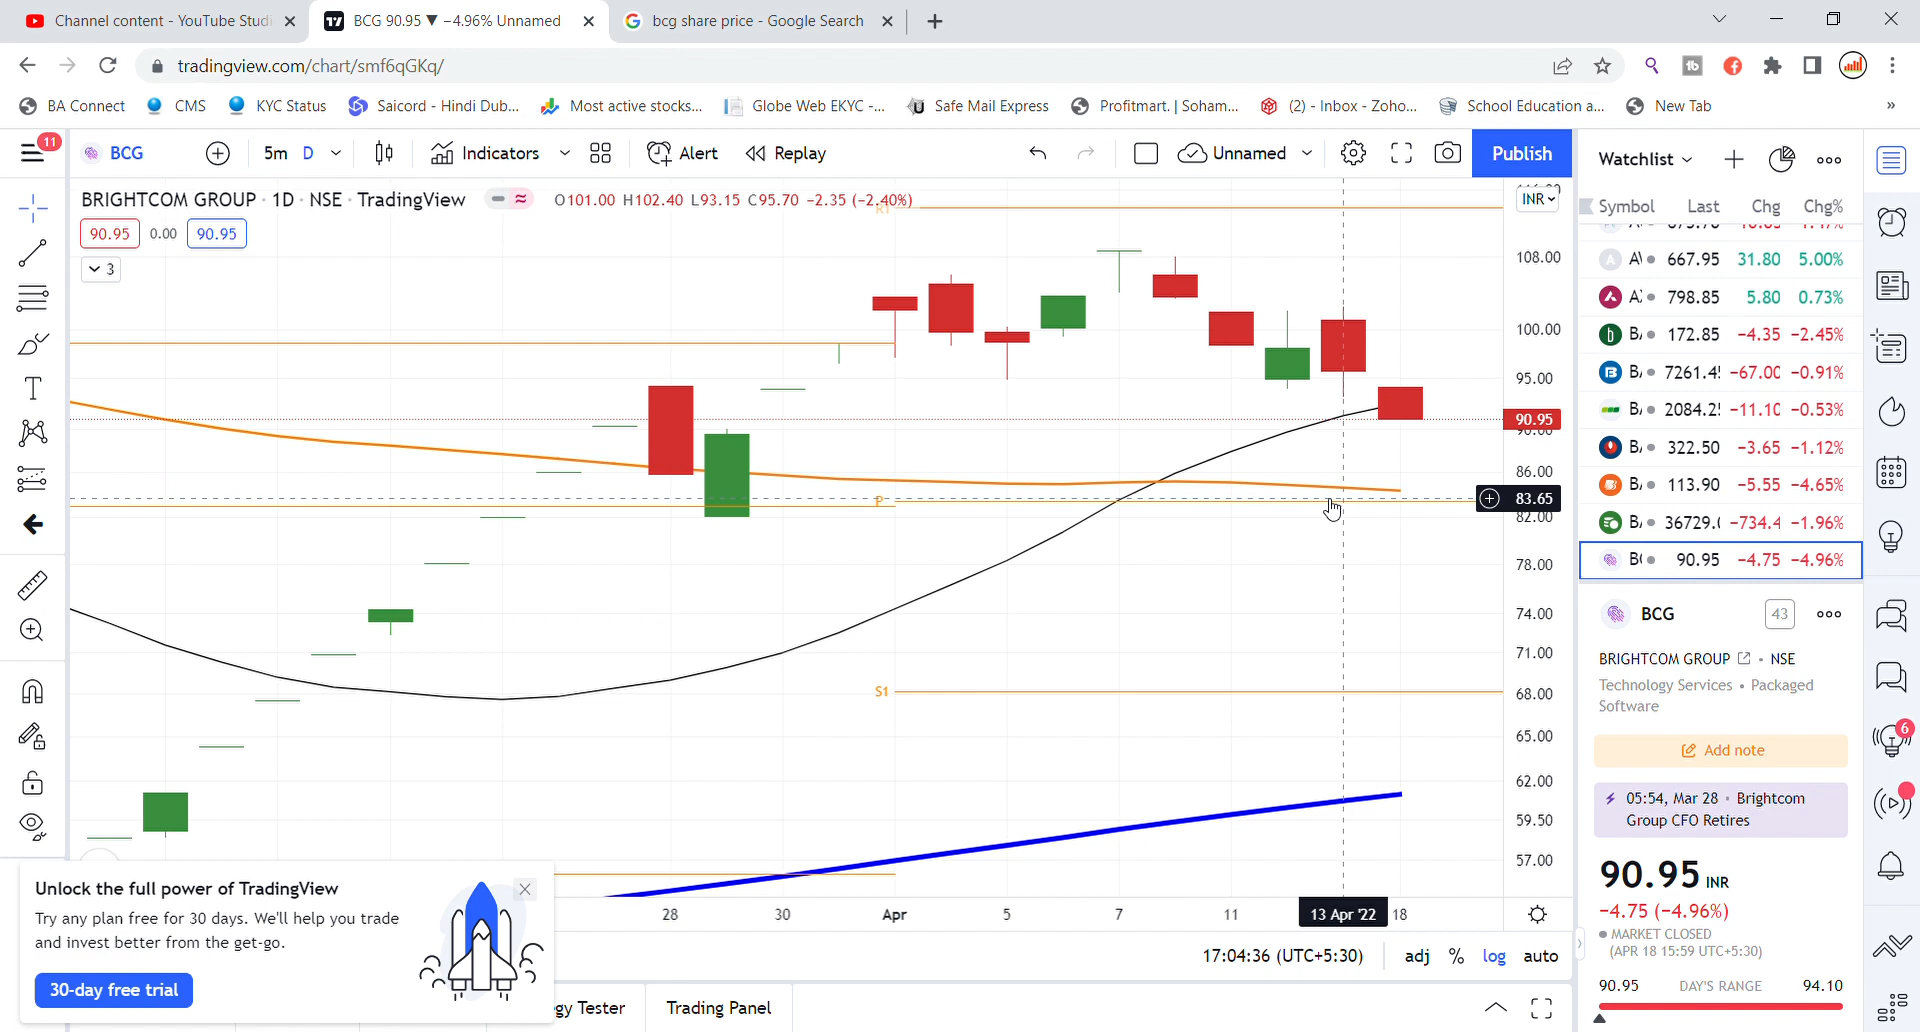 Channel content - YouTube Studi
BCG 90.95 ▼ −4.96% Unnamed
bcg share price - Google Search
tradingview.com/chart/smf6qGKq/
BA Connect
CMS
KYC Status
Saicord - Hindi Dub...
Most active stocks...
Globe Web EKYC -...
Safe Mail Express
Profitmart. | Soham...
(2) - Inbox - Zoho...
School Education a...
New Tab
»
11
BCG
5m D
Indicators
Alert
Replay
Unnamed
Publish
Watchlist
BRIGHTCOM GROUP · 1D · NSE · TradingView
O101.00 H102.40 L93.15 C95.70 −2.35 (−2.40%)
INR
90.95 0.00 90.95
3
R1
P
S1
108.00
100.00
95.00
90.95
90.00
86.00
83.65
82.00
78.00
74.00
71.00
68.00
65.00
62.00
59.50
57.00
28 30 Apr 5 7 11 13 Apr '22 18
Symbol Last Chg Chg%
667.95 31.80 5.00%
798.85 5.80 0.73%
172.85 −4.35 −2.45%
7261.4 −67.00 −0.91%
2084.2 −11.10 −0.53%
322.50 −3.65 −1.12%
113.90 −5.55 −4.65%
36729. −734.4 −1.96%
90.95 −4.75 −4.96%
BCG
43
BRIGHTCOM GROUP • NSE
Technology Services • Packaged
Software
Add note
05:54, Mar 28 • Brightcom
Group CFO Retires
6
90.95 INR
−4.75 (−4.96%)
MARKET CLOSED
(APR 18 15:59 UTC+5:30)
90.95 DAY'S RANGE 94.10
Unlock the full power of TradingView
Try any plan free for 30 days. We'll help you trade
and invest better from the get-go.
30-day free trial
17:04:36 (UTC+5:30)
adj % log auto
gy Tester
Trading Panel